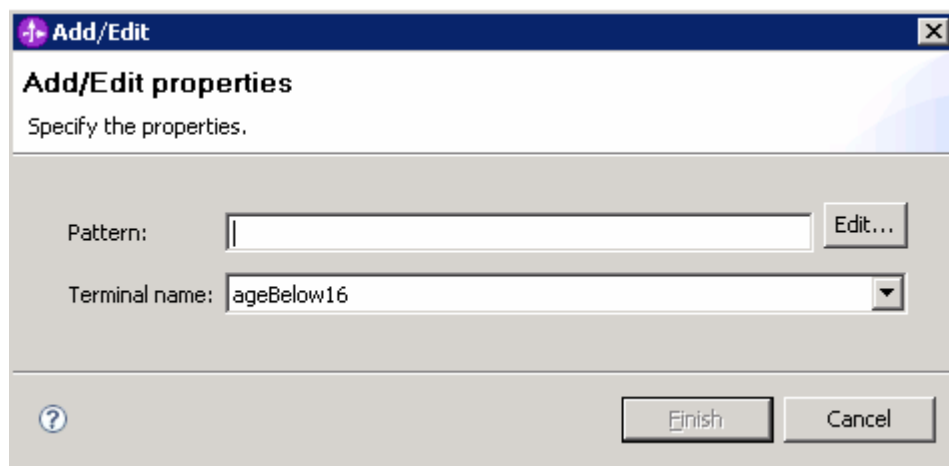 Add/Edit
Add/Edit properties
Specify the properties.
Pattern:
Edit...
Terminal name: ageBelow16
?
Finish
Cancel